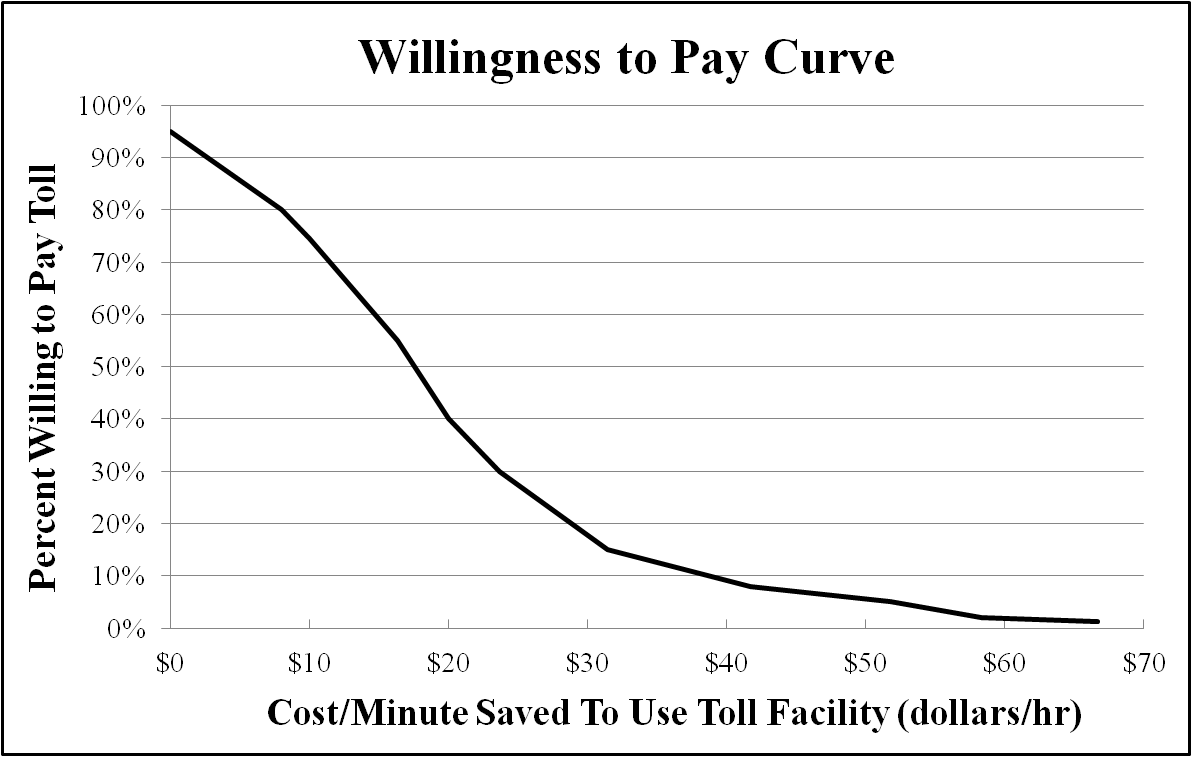 Willingness to Pay Curve
Percent Willing to Pay Toll
100%
90%
80%
70%
60%
50%
40%
30%
20%
10%
0%
$0 $10 $20 $30 $40 $50 $60 $70
Cost/Minute Saved To Use Toll Facility (dollars/hr)